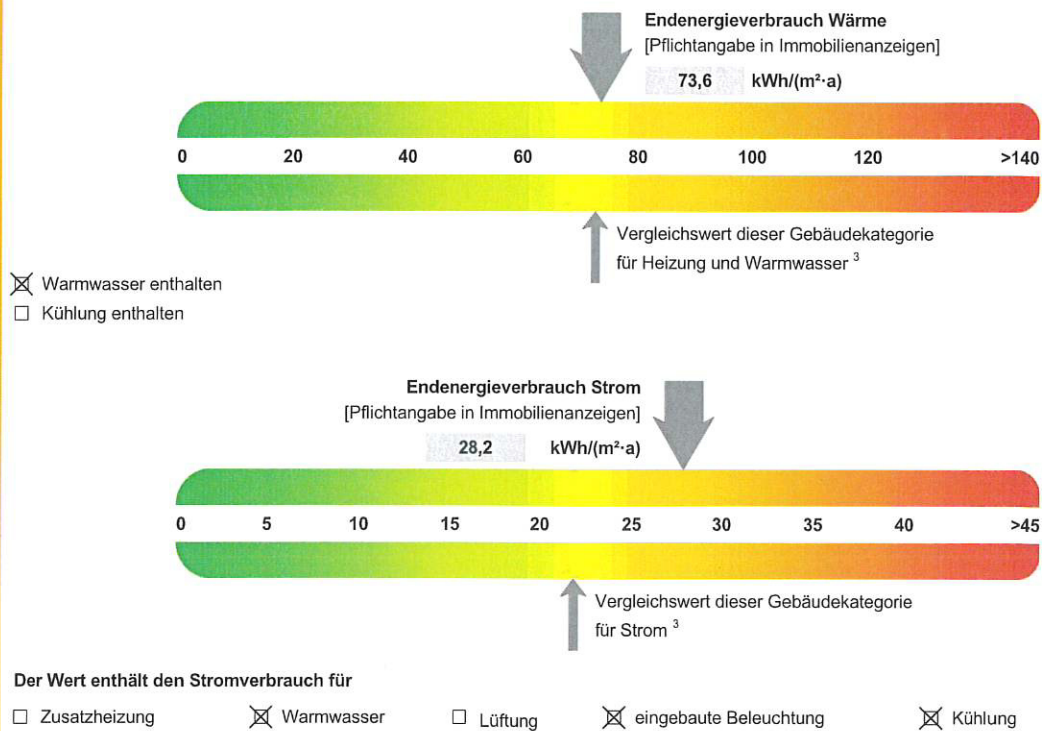 Endenergieverbrauch Wärme
[Pflichtangabe in Immobilienanzeigen]
73,6 kWh/(m²·a)
0 20 40 60 80 100 120 >140
Vergleichswert dieser Gebäudekategorie
für Heizung und Warmwasser ³
☒ Warmwasser enthalten
☐ Kühlung enthalten
Endenergieverbrauch Strom
[Pflichtangabe in Immobilienanzeigen]
28,2 kWh/(m²·a)
0 5 10 15 20 25 30 35 40 >45
Vergleichswert dieser Gebäudekategorie
für Strom ³
Der Wert enthält den Stromverbrauch für
☐ Zusatzheizung ☒ Warmwasser ☐ Lüftung ☒ eingebaute Beleuchtung ☒ Kühlung